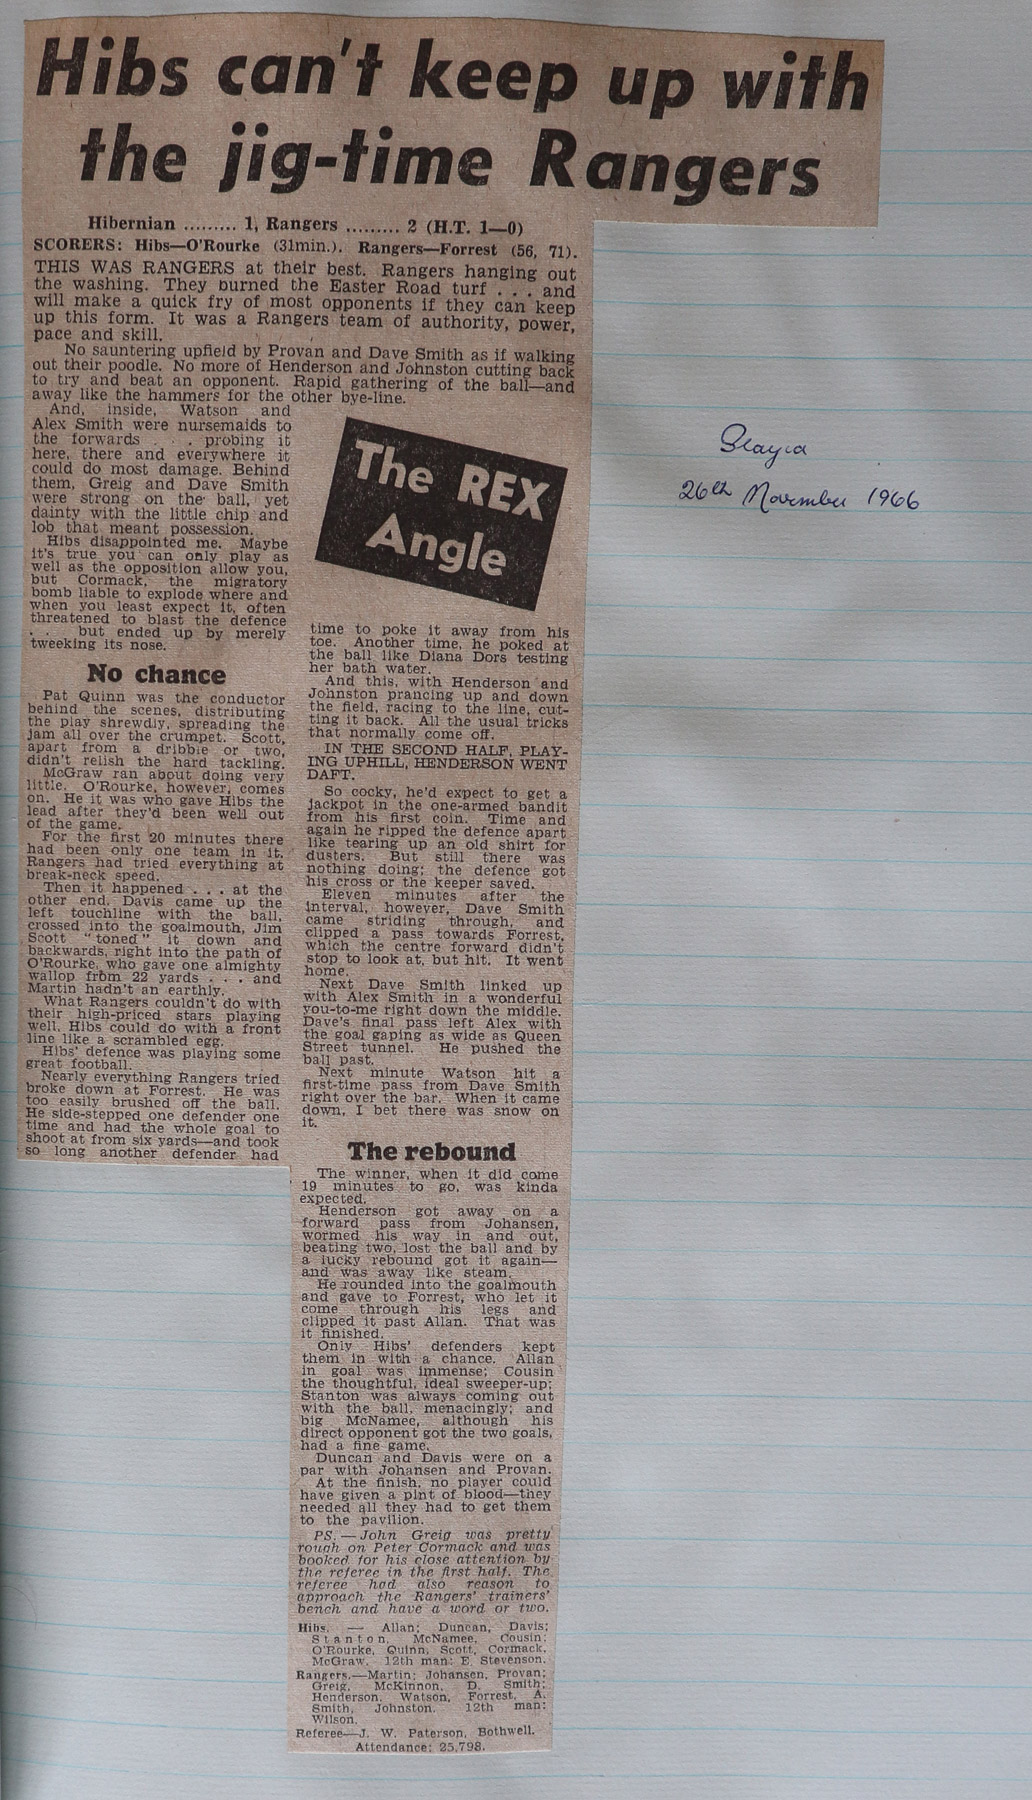 Hibs can't keep up with
the jig-time Rangers
Hibernian ......... 1, Rangers ......... 2 (H.T. 1—0)
SCORERS: Hibs—O'Rourke (31min.). Rangers—Forrest (56, 71).
THIS WAS RANGERS at their best. Rangers hanging out
the washing. They burned the Easter Road turf . . . and
will make a quick fry of most opponents if they can keep
up this form. It was a Rangers team of authority, power,
pace and skill.
No sauntering upfield by Provan and Dave Smith as if walking
out their poodle. No more of Henderson and Johnston cutting back
to try and beat an opponent. Rapid gathering of the ball—and
away like the hammers for the other bye-line.
And, inside, Watson and
Alex Smith were nursemaids to
the forwards . . . probing it
here, there and everywhere it
could do most damage. Behind
them, Greig and Dave Smith
were strong on the ball, yet
dainty with the little chip and
lob that meant possession.
Hibs disappointed me. Maybe
it's true you can only play as
well as the opposition allow you,
but Cormack, the migratory
bomb liable to explode where and
when you least expect it, often
threatened to blast the defence
. . but ended up by merely
tweeking its nose.
No chance
Pat Quinn was the conductor
behind the scenes, distributing
the play shrewdly, spreading the
jam all over the crumpet. Scott,
apart from a dribble or two,
didn't relish the hard tackling.
McGraw ran about doing very
little. O'Rourke, however, comes
on. He it was who gave Hibs the
lead after they'd been well out
of the game.
For the first 20 minutes there
had been only one team in it.
Rangers had tried everything at
break-neck speed.
Then it happened . . . at the
other end. Davis came up the
left touchline with the ball,
crossed into the goalmouth, Jim
Scott "toned" it down and
backwards, right into the path of
O'Rourke, who gave one almighty
wallop from 22 yards . . . and
Martin hadn't an earthly.
What Rangers couldn't do with
their high-priced stars playing
well, Hibs could do with a front
line like a scrambled egg.
Hibs' defence was playing some
great football.
Nearly everything Rangers tried
broke down at Forrest. He was
too easily brushed off the ball.
He side-stepped one defender one
time and had the whole goal to
shoot at from six yards—and took
so long another defender had
The REX
Angle
time to poke it away from his
toe. Another time, he poked at
the ball like Diana Dors testing
her bath water.
And this, with Henderson and
Johnston prancing up and down
the field, racing to the line, cut-
ting it back. All the usual tricks
that normally come off.
IN THE SECOND HALF, PLAY-
ING UPHILL, HENDERSON WENT
DAFT.
So cocky, he'd expect to get a
jackpot in the one-armed bandit
from his first coin. Time and
again he ripped the defence apart
like tearing up an old shirt for
dusters. But still there was
nothing doing; the defence got
his cross or the keeper saved.
Eleven minutes after the
interval, however, Dave Smith
came striding through, and
clipped a pass towards Forrest,
which the centre forward didn't
stop to look at, but hit. It went
home.
Next Dave Smith linked up
with Alex Smith in a wonderful
you-to-me right down the middle.
Dave's final pass left Alex with
the goal gaping as wide as Queen
Street tunnel. He pushed the
ball past.
Next minute Watson hit a
first-time pass from Dave Smith
right over the bar. When it came
down, I bet there was snow on
it.
The rebound
The winner, when it did come
19 minutes to go, was kinda
expected.
Henderson got away on a
forward pass from Johansen,
wormed his way in and out,
beating two, lost the ball and by
a lucky rebound got it again—
and was away like steam.
He rounded into the goalmouth
and gave to Forrest, who let it
come through his legs and
clipped it past Allan. That was
it finished.
Only Hibs' defenders kept
them in with a chance. Allan
in goal was immense; Cousin
the thoughtful, ideal sweeper-up;
Stanton was always coming out
with the ball, menacingly; and
big McNamee, although his
direct opponent got the two goals,
had a fine game.
Duncan and Davis were on a
par with Johansen and Provan.
At the finish, no player could
have given a pint of blood—they
needed all they had to get them
to the pavilion.
PS.—John Greig was pretty
rough on Peter Cormack and was
booked for his close attention by
the referee in the first half. The
referee had also reason to
approach the Rangers' trainers'
bench and have a word or two.
Hibs. — Allan; Duncan, Davis;
Stanton, McNamee, Cousin;
O'Rourke, Quinn, Scott, Cormack,
McGraw. 12th man: E. Stevenson.
Rangers.—Martin; Johansen, Provan;
Greig, McKinnon, D. Smith;
Henderson, Watson, Forrest, A.
Smith, Johnston. 12th man:
Wilson.
Referee—J. W. Paterson, Bothwell.
Attendance: 25,798.
26th November 1966